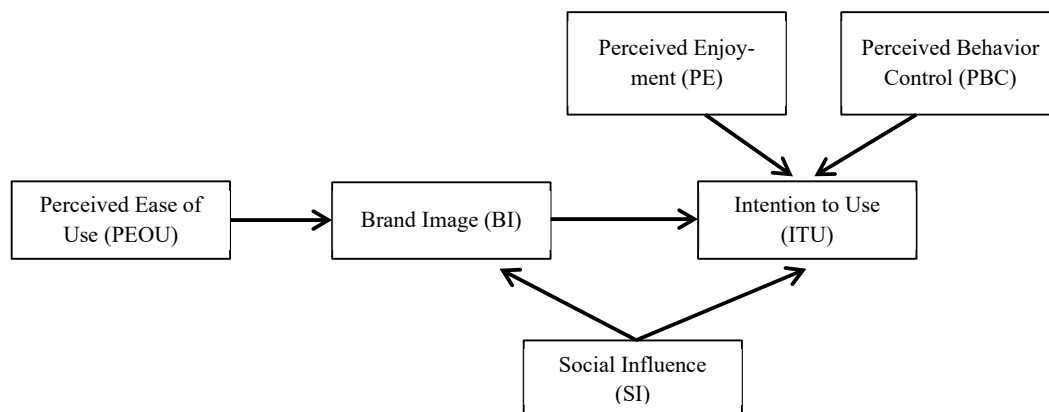 Perceived Enjoy-
ment (PE)
Perceived Behavior
Control (PBC)
Perceived Ease of
Use (PEOU)
Brand Image (BI)
Intention to Use
(ITU)
Social Influence
(SI)